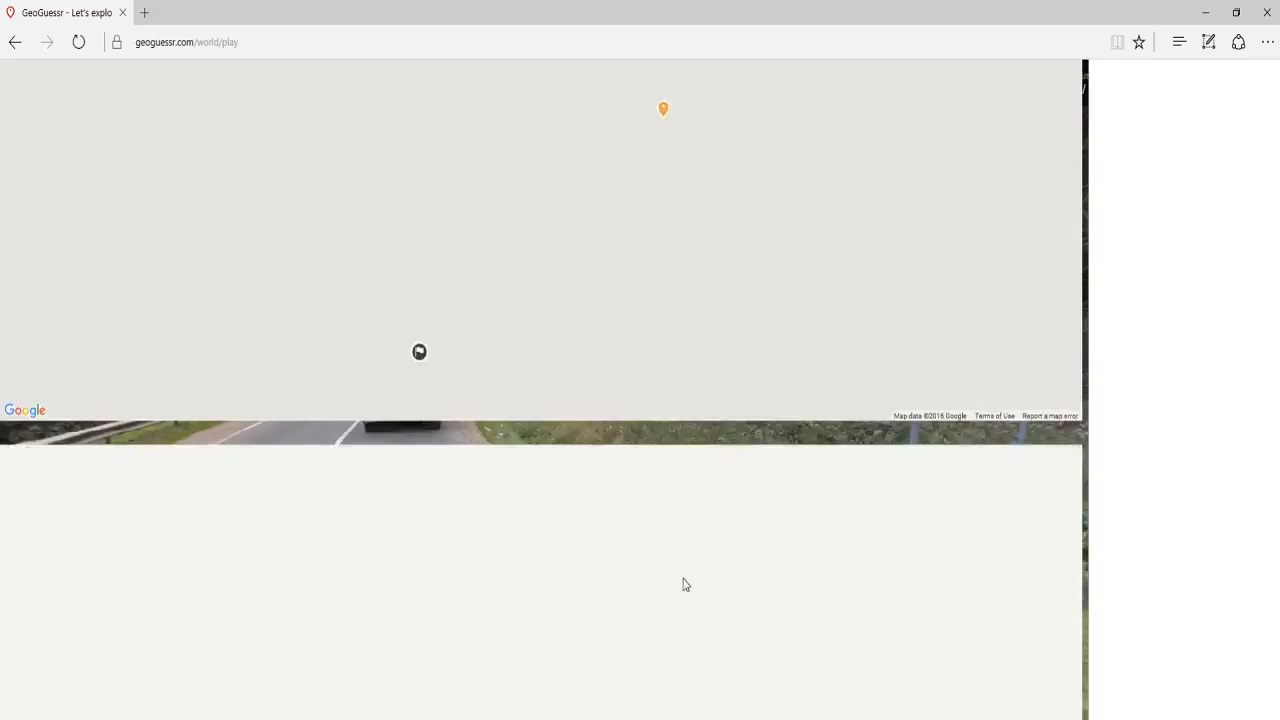 GeoGuessr - Let's explo
geoguessr.com/world/play
Google
Map data ©2016 Google
Terms of Use
Report a map error